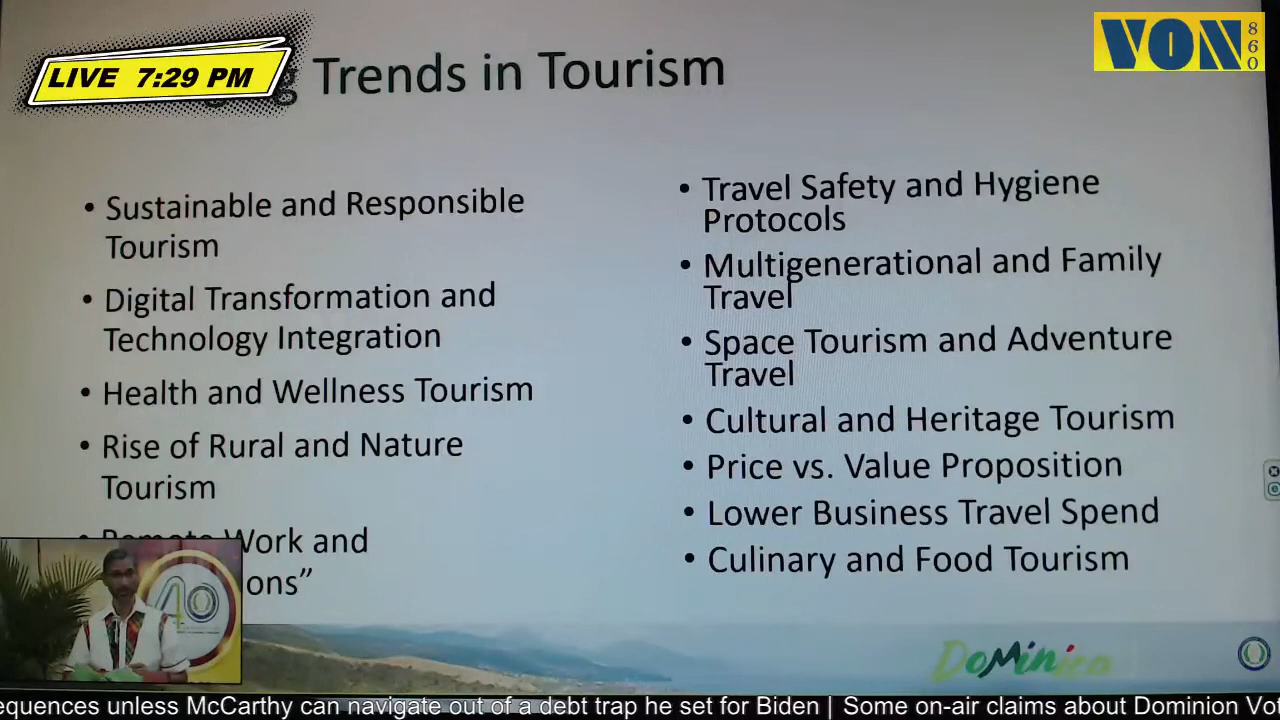 LIVE 7:29 PM
Trends in Tourism
VON
860
• Sustainable and Responsible
Tourism
• Digital Transformation and
Technology Integration
• Health and Wellness Tourism
• Rise of Rural and Nature
Tourism
• Remote Work and
ons”
• Travel Safety and Hygiene
Protocols
• Multigenerational and Family
Travel
• Space Tourism and Adventure
Travel
• Cultural and Heritage Tourism
• Price vs. Value Proposition
• Lower Business Travel Spend
• Culinary and Food Tourism
40
Dominica
equences unless McCarthy can navigate out of a debt trap he set for Biden | Some on-air claims about Dominion Vo